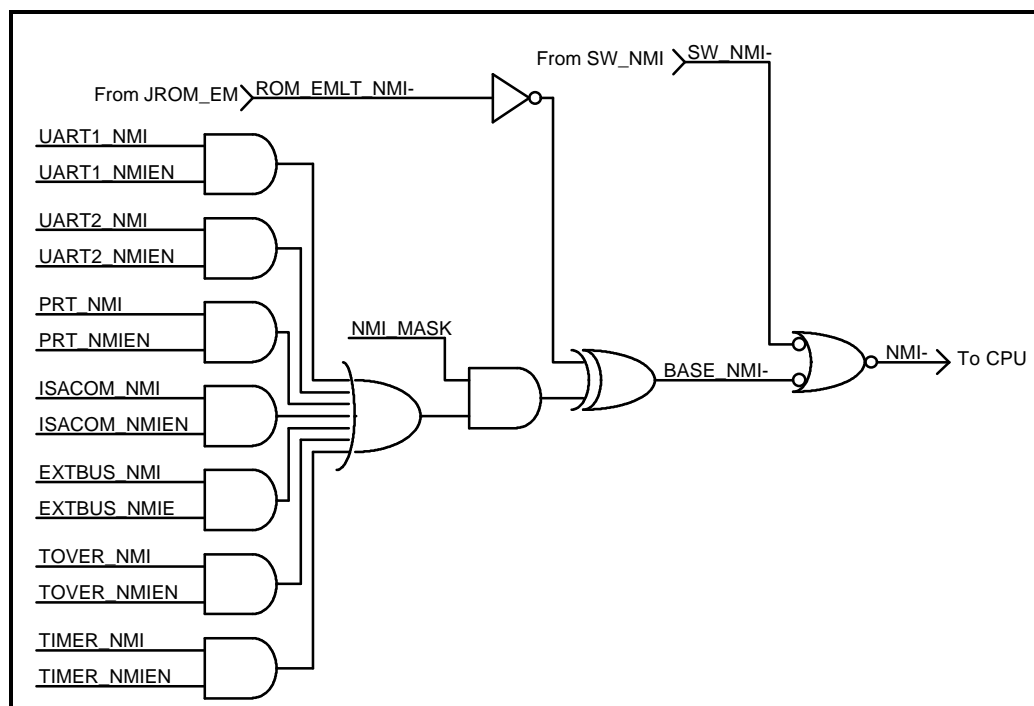 From SW_NMI SW_NMI-
From JROM_EM ROM_EMLT_NMI-
UART1_NMI
UART1_NMIEN
UART2_NMI
UART2_NMIEN
PRT_NMI
NMI_MASK
PRT_NMIEN
NMI- To CPU
BASE_NMI-
ISACOM_NMI
ISACOM_NMIEN
EXTBUS_NMI
EXTBUS_NMIE
TOVER_NMI
TOVER_NMIEN
TIMER_NMI
TIMER_NMIEN